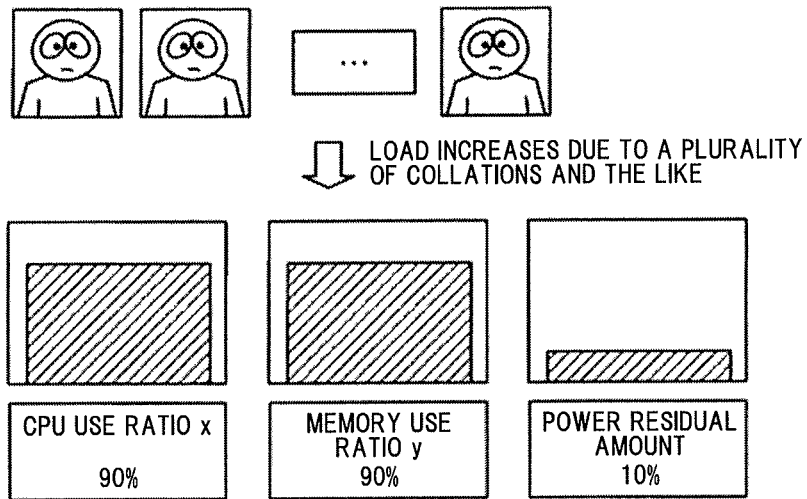 ...
LOAD INCREASES DUE TO A PLURALITY
OF COLLATIONS AND THE LIKE
CPU USE RATIO x
90%
MEMORY USE
RATIO y
90%
POWER RESIDUAL
AMOUNT
10%